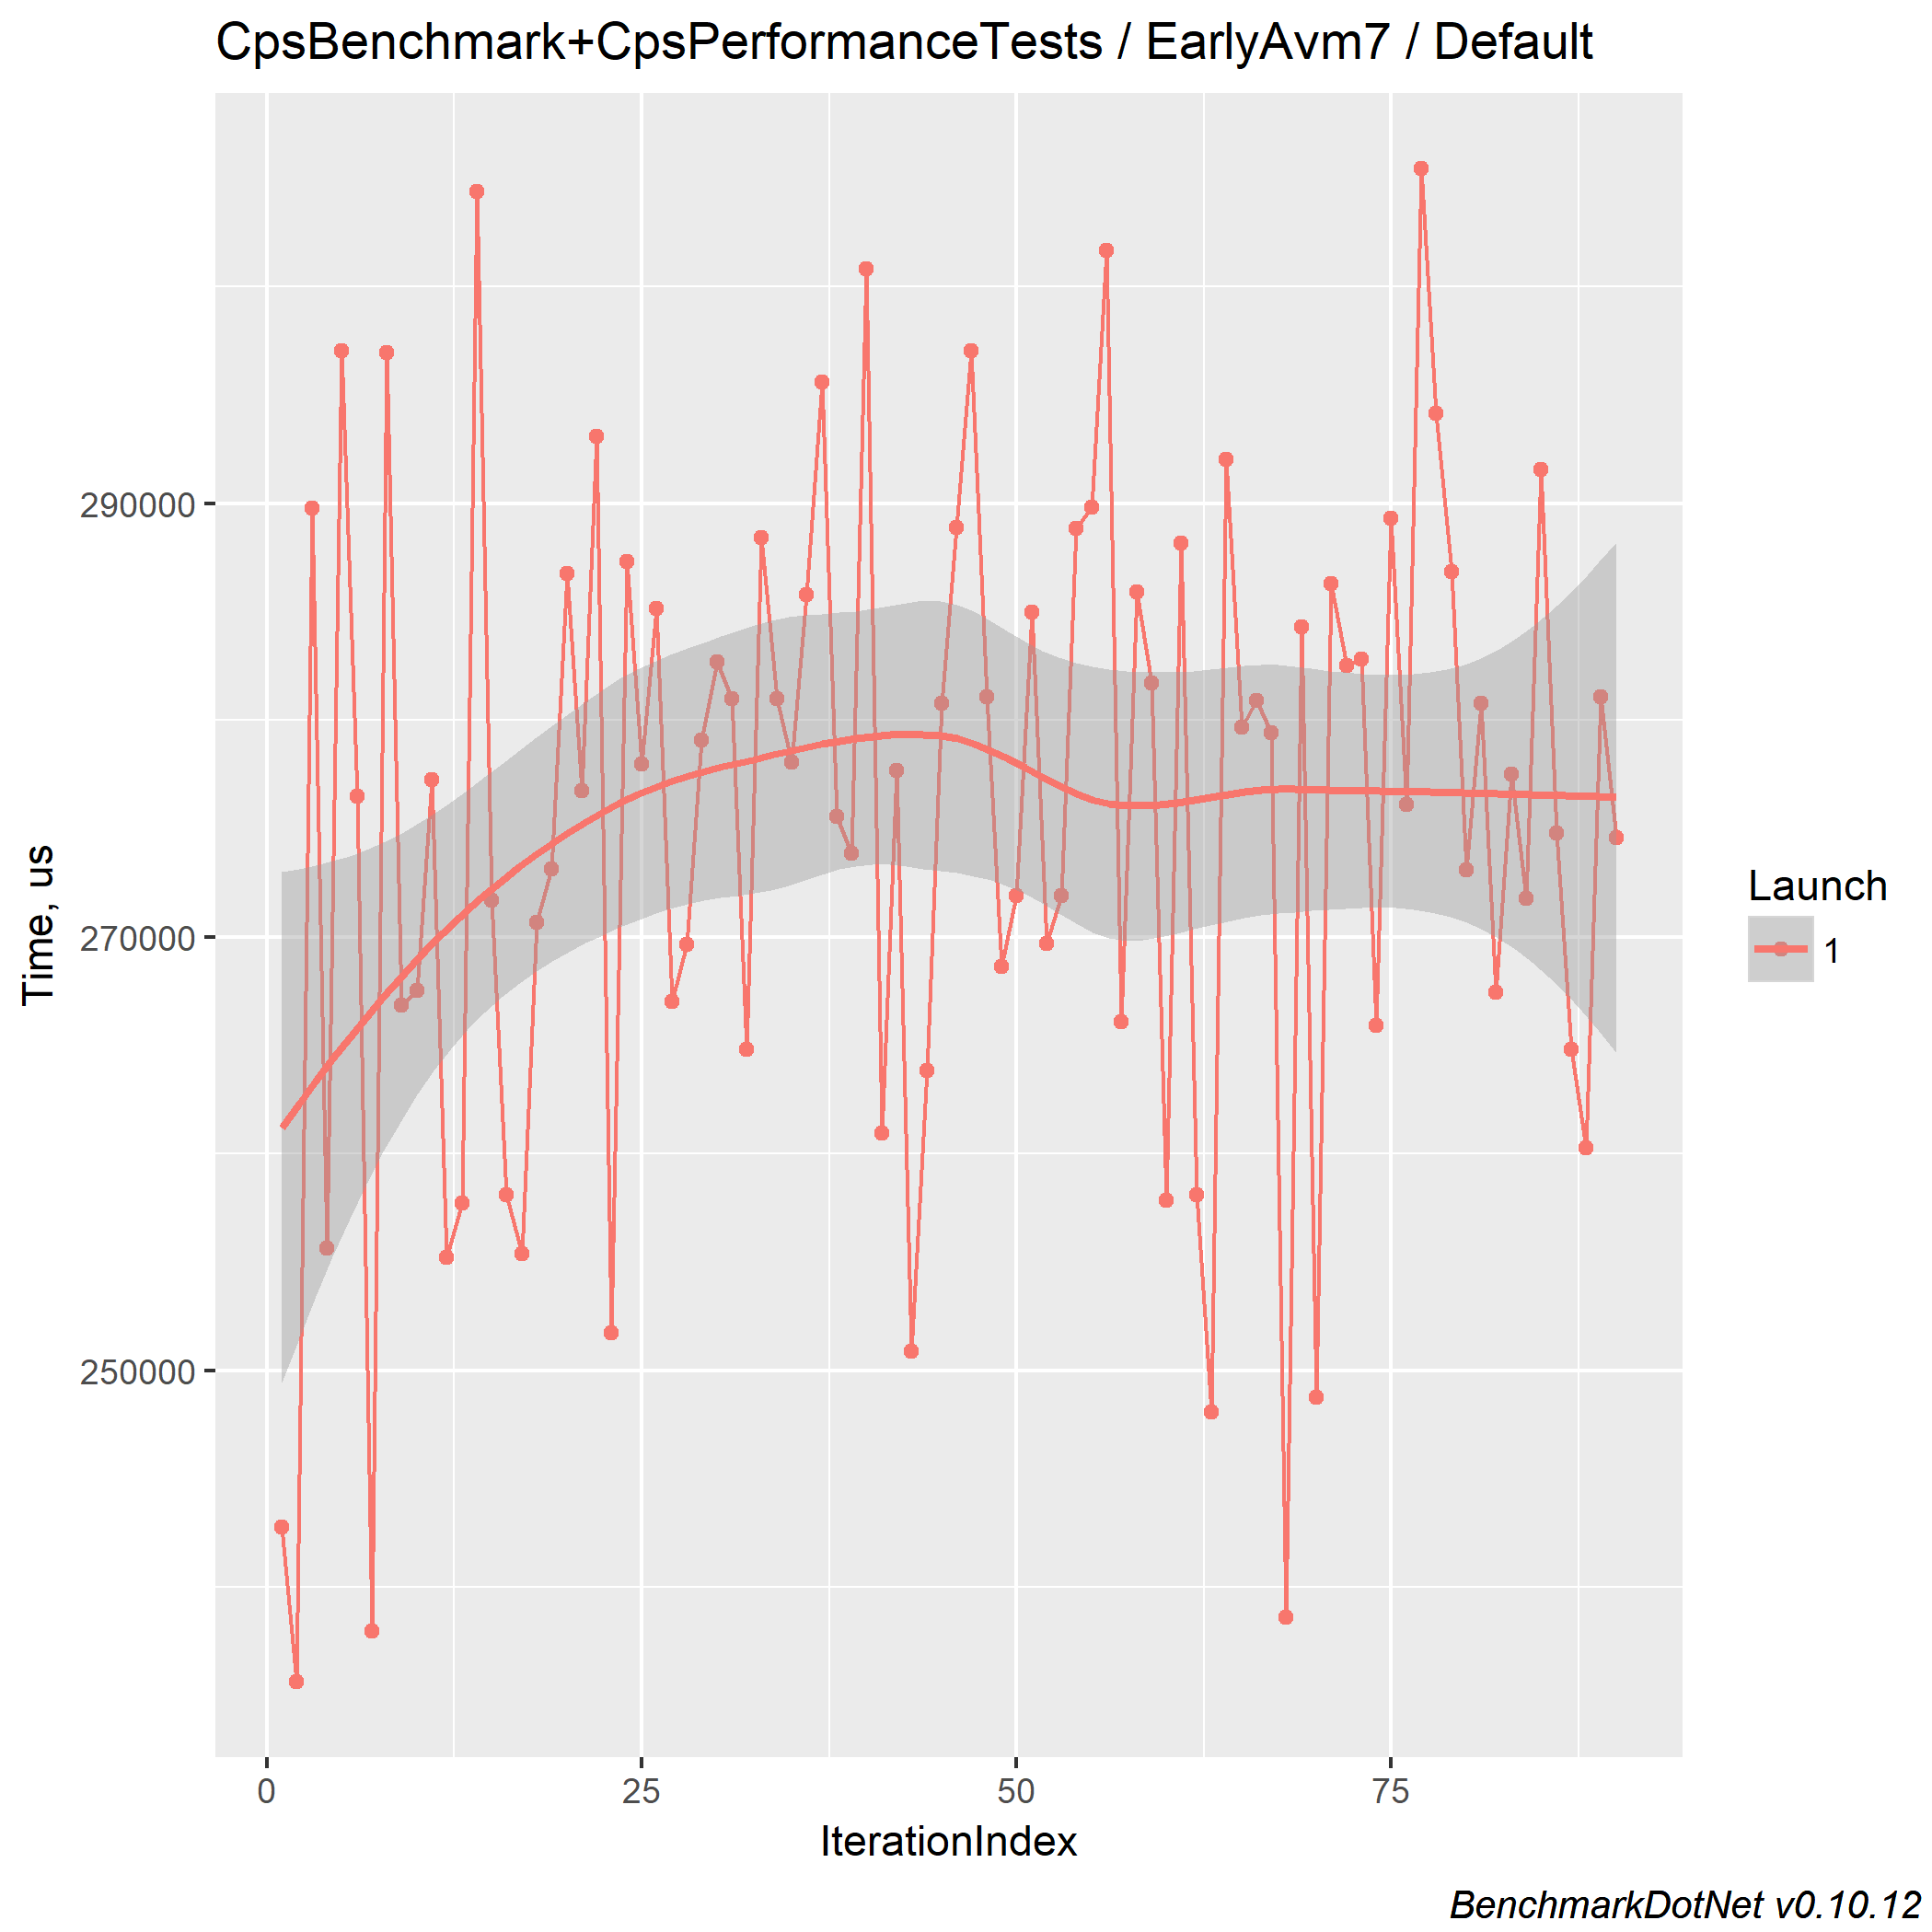 CpsBenchmark+CpsPerformanceTests / EarlyAvm7 / Default
290000
270000
250000
Time, us
0 25 50 75
IterationIndex
Launch
1
BenchmarkDotNet v0.10.12